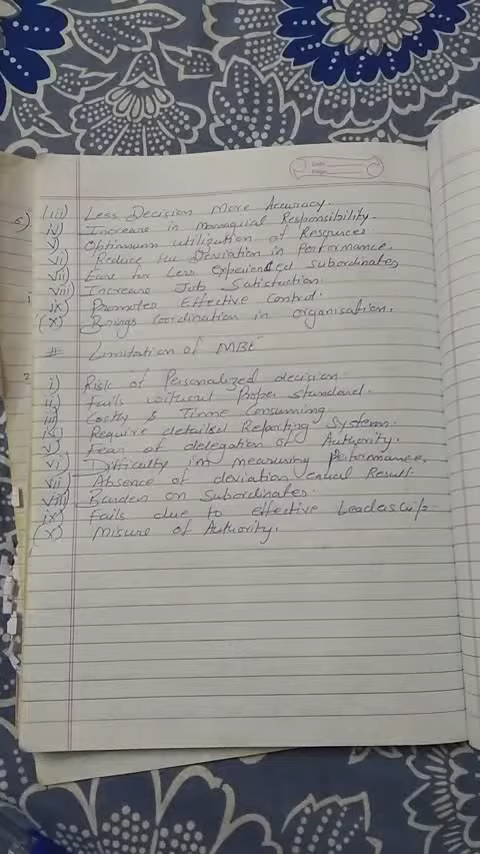 (iii) Less Decision More Accuracy.
iv) Increase in Managerial Responsibility.
v) Optimum utilization of Resources
vi) Reduce the Deviation in Performance.
vii) Ease for Less Experienced Subordinates
viii) Increase Job Satisfaction.
ix) Promotes Effective Control.
(x) Brings Coordination in organisation.
# Limitation of MBE
i) Risk of Personalized decision.
ii) Fails without Proper standard.
iii) Costly & Time Consuming
iv) Require detailed Reporting System.
v) Fear of delegation of Authority.
vi) Difficulty in measuring Performance.
vii) Absence of deviation Result.
viii) Burden on Subordinates.
ix) Fails due to effective Leadership.
(x) Misure of Authority.